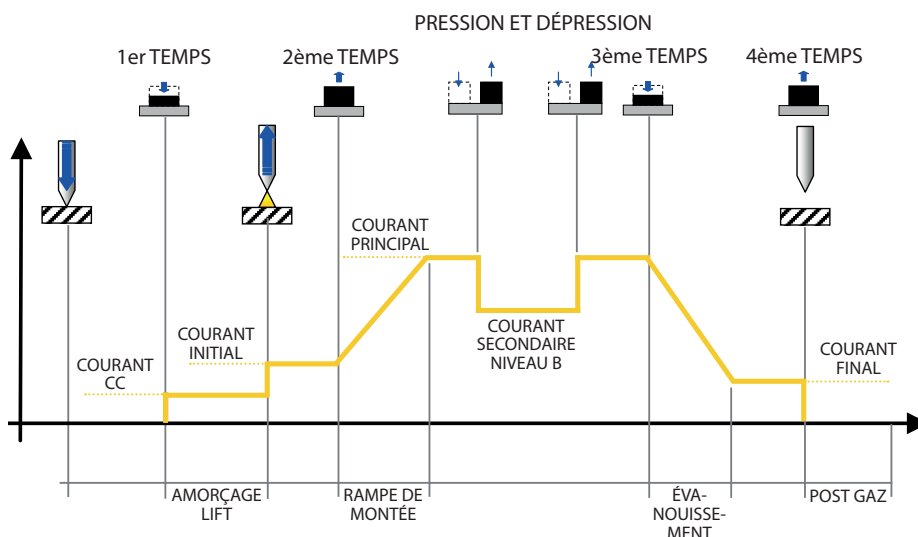 PRESSION ET DÉPRESSION
1er TEMPS
2ème TEMPS
3ème TEMPS
4ème TEMPS
COURANT
PRINCIPAL
COURANT
INITIAL
COURANT
CC
COURANT
SECONDAIRE
NIVEAU B
COURANT
FINAL
AMORÇAGE
LIFT
RAMPE DE
MONTÉE
ÉVA-
NOUISSE-
MENT
POST GAZ